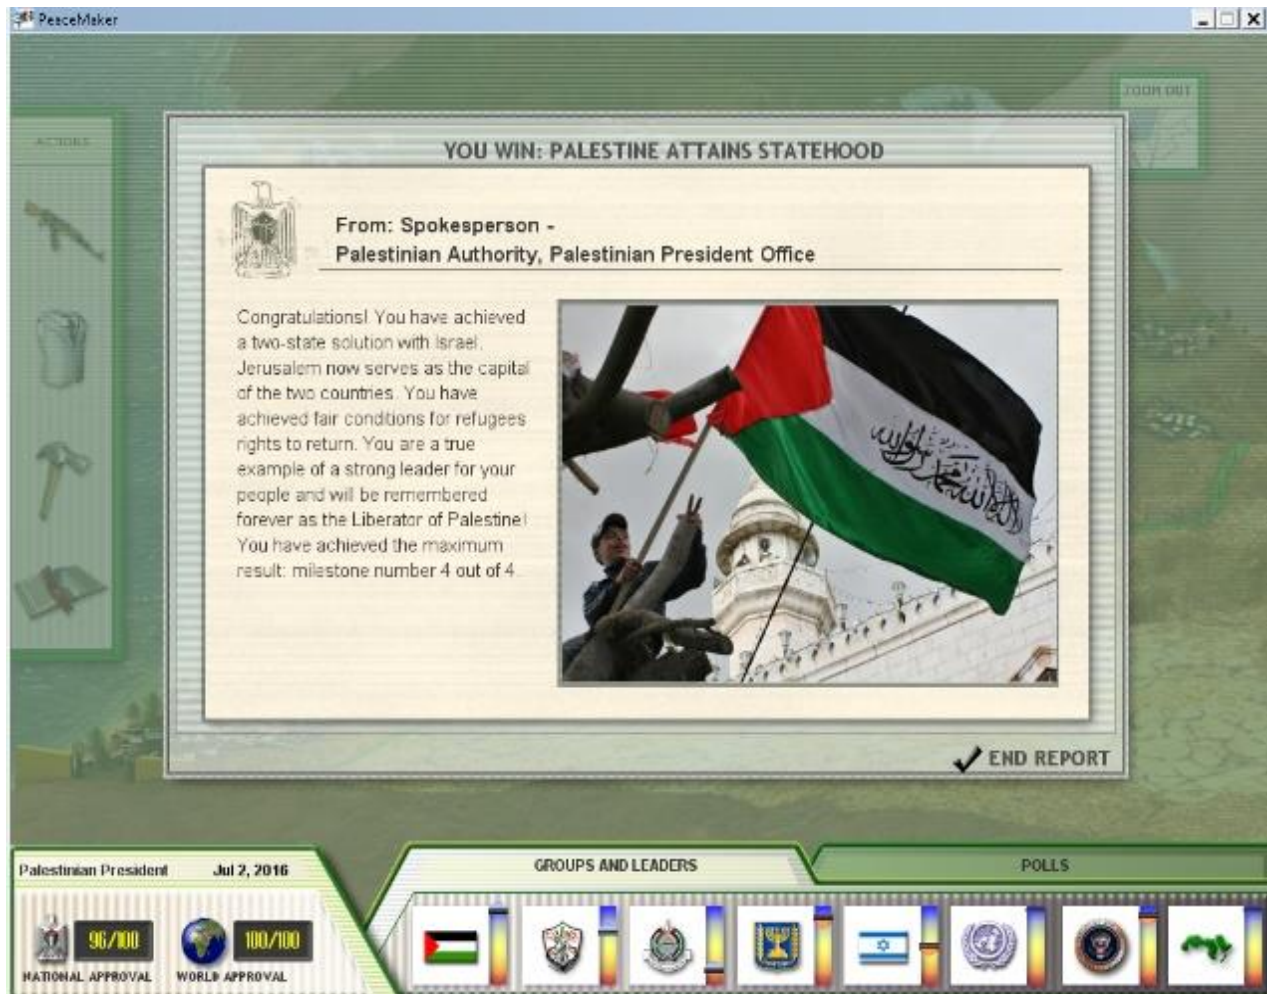 PeaceMaker
ZOOM OUT
ACTIONS
YOU WIN: PALESTINE ATTAINS STATEHOOD
From: Spokesperson -
Palestinian Authority, Palestinian President Office
Congratulations! You have achieved
a two-state solution with Israel.
Jerusalem now serves as the capital
of the two countries. You have
achieved fair conditions for refugees
rights to return. You are a true
example of a strong leader for your
people and will be remembered
forever as the Liberator of Palestine!
You have achieved the maximum
result: milestone number 4 out of 4.
لا إله إلا الله محمد رسول الله
END REPORT
Palestinian President
Jul 2, 2016
GROUPS AND LEADERS
POLLS
96/100
100/100
NATIONAL APPROVAL
WORLD APPROVAL